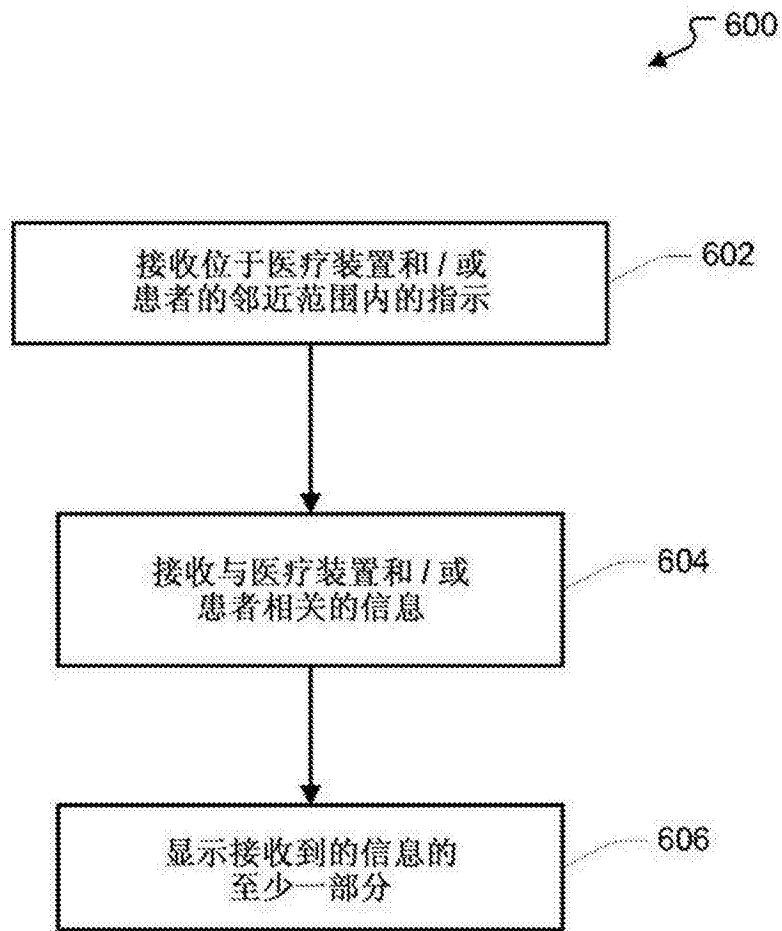 600
接收位于医疗装置和 / 或
患者的邻近范围内的指示
602
接收与医疗装置和 / 或
患者相关的信息
604
显示接收到的信息的
至少一部分
606